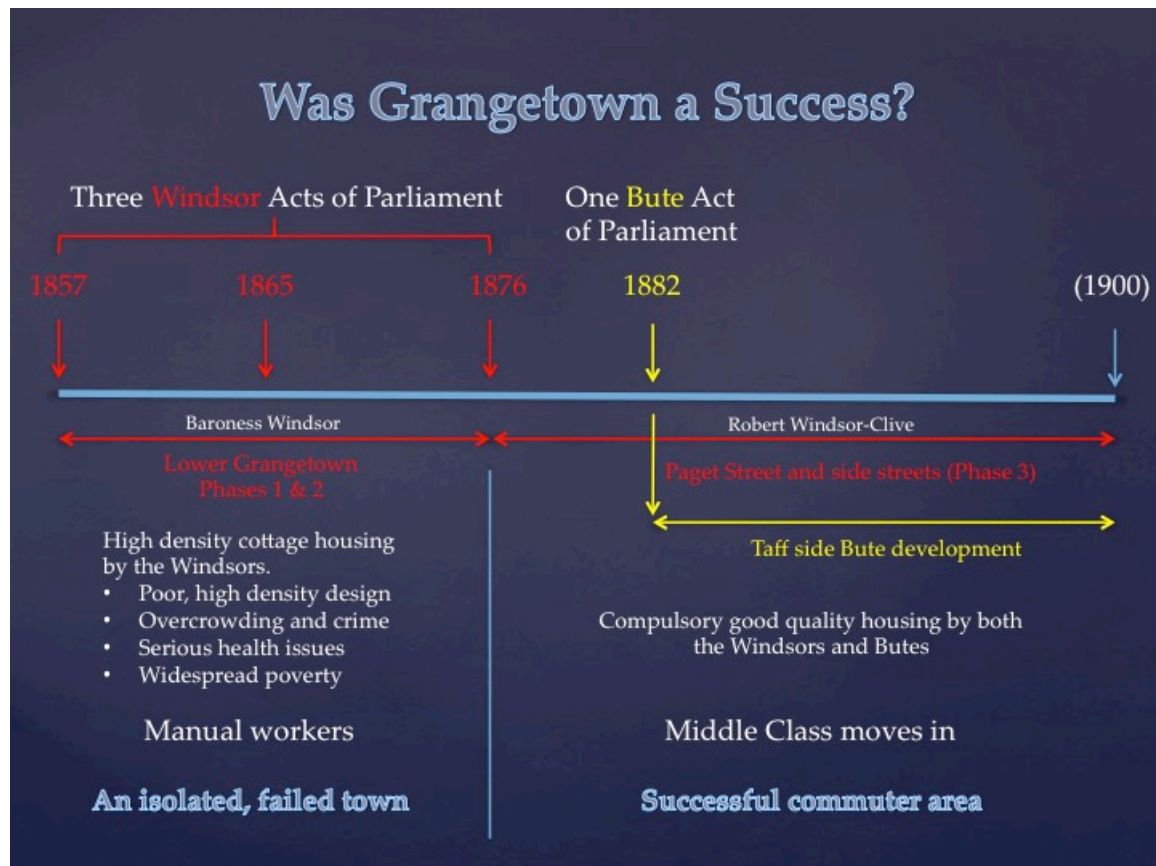 Was Grangetown a Success?
Three Windsor Acts of Parliament
One Bute Act
of Parliament
1857
1865
1876
1882
(1900)
Baroness Windsor
Robert Windsor-Clive
Lower Grangetown
Phases 1 & 2
Paget Street and side streets (Phase 3)
Taff side Bute development
High density cottage housing
by the Windsors.
• Poor, high density design
• Overcrowding and crime
• Serious health issues
• Widespread poverty
Compulsory good quality housing by both
the Windsors and Butes
Manual workers
Middle Class moves in
An isolated, failed town
Successful commuter area